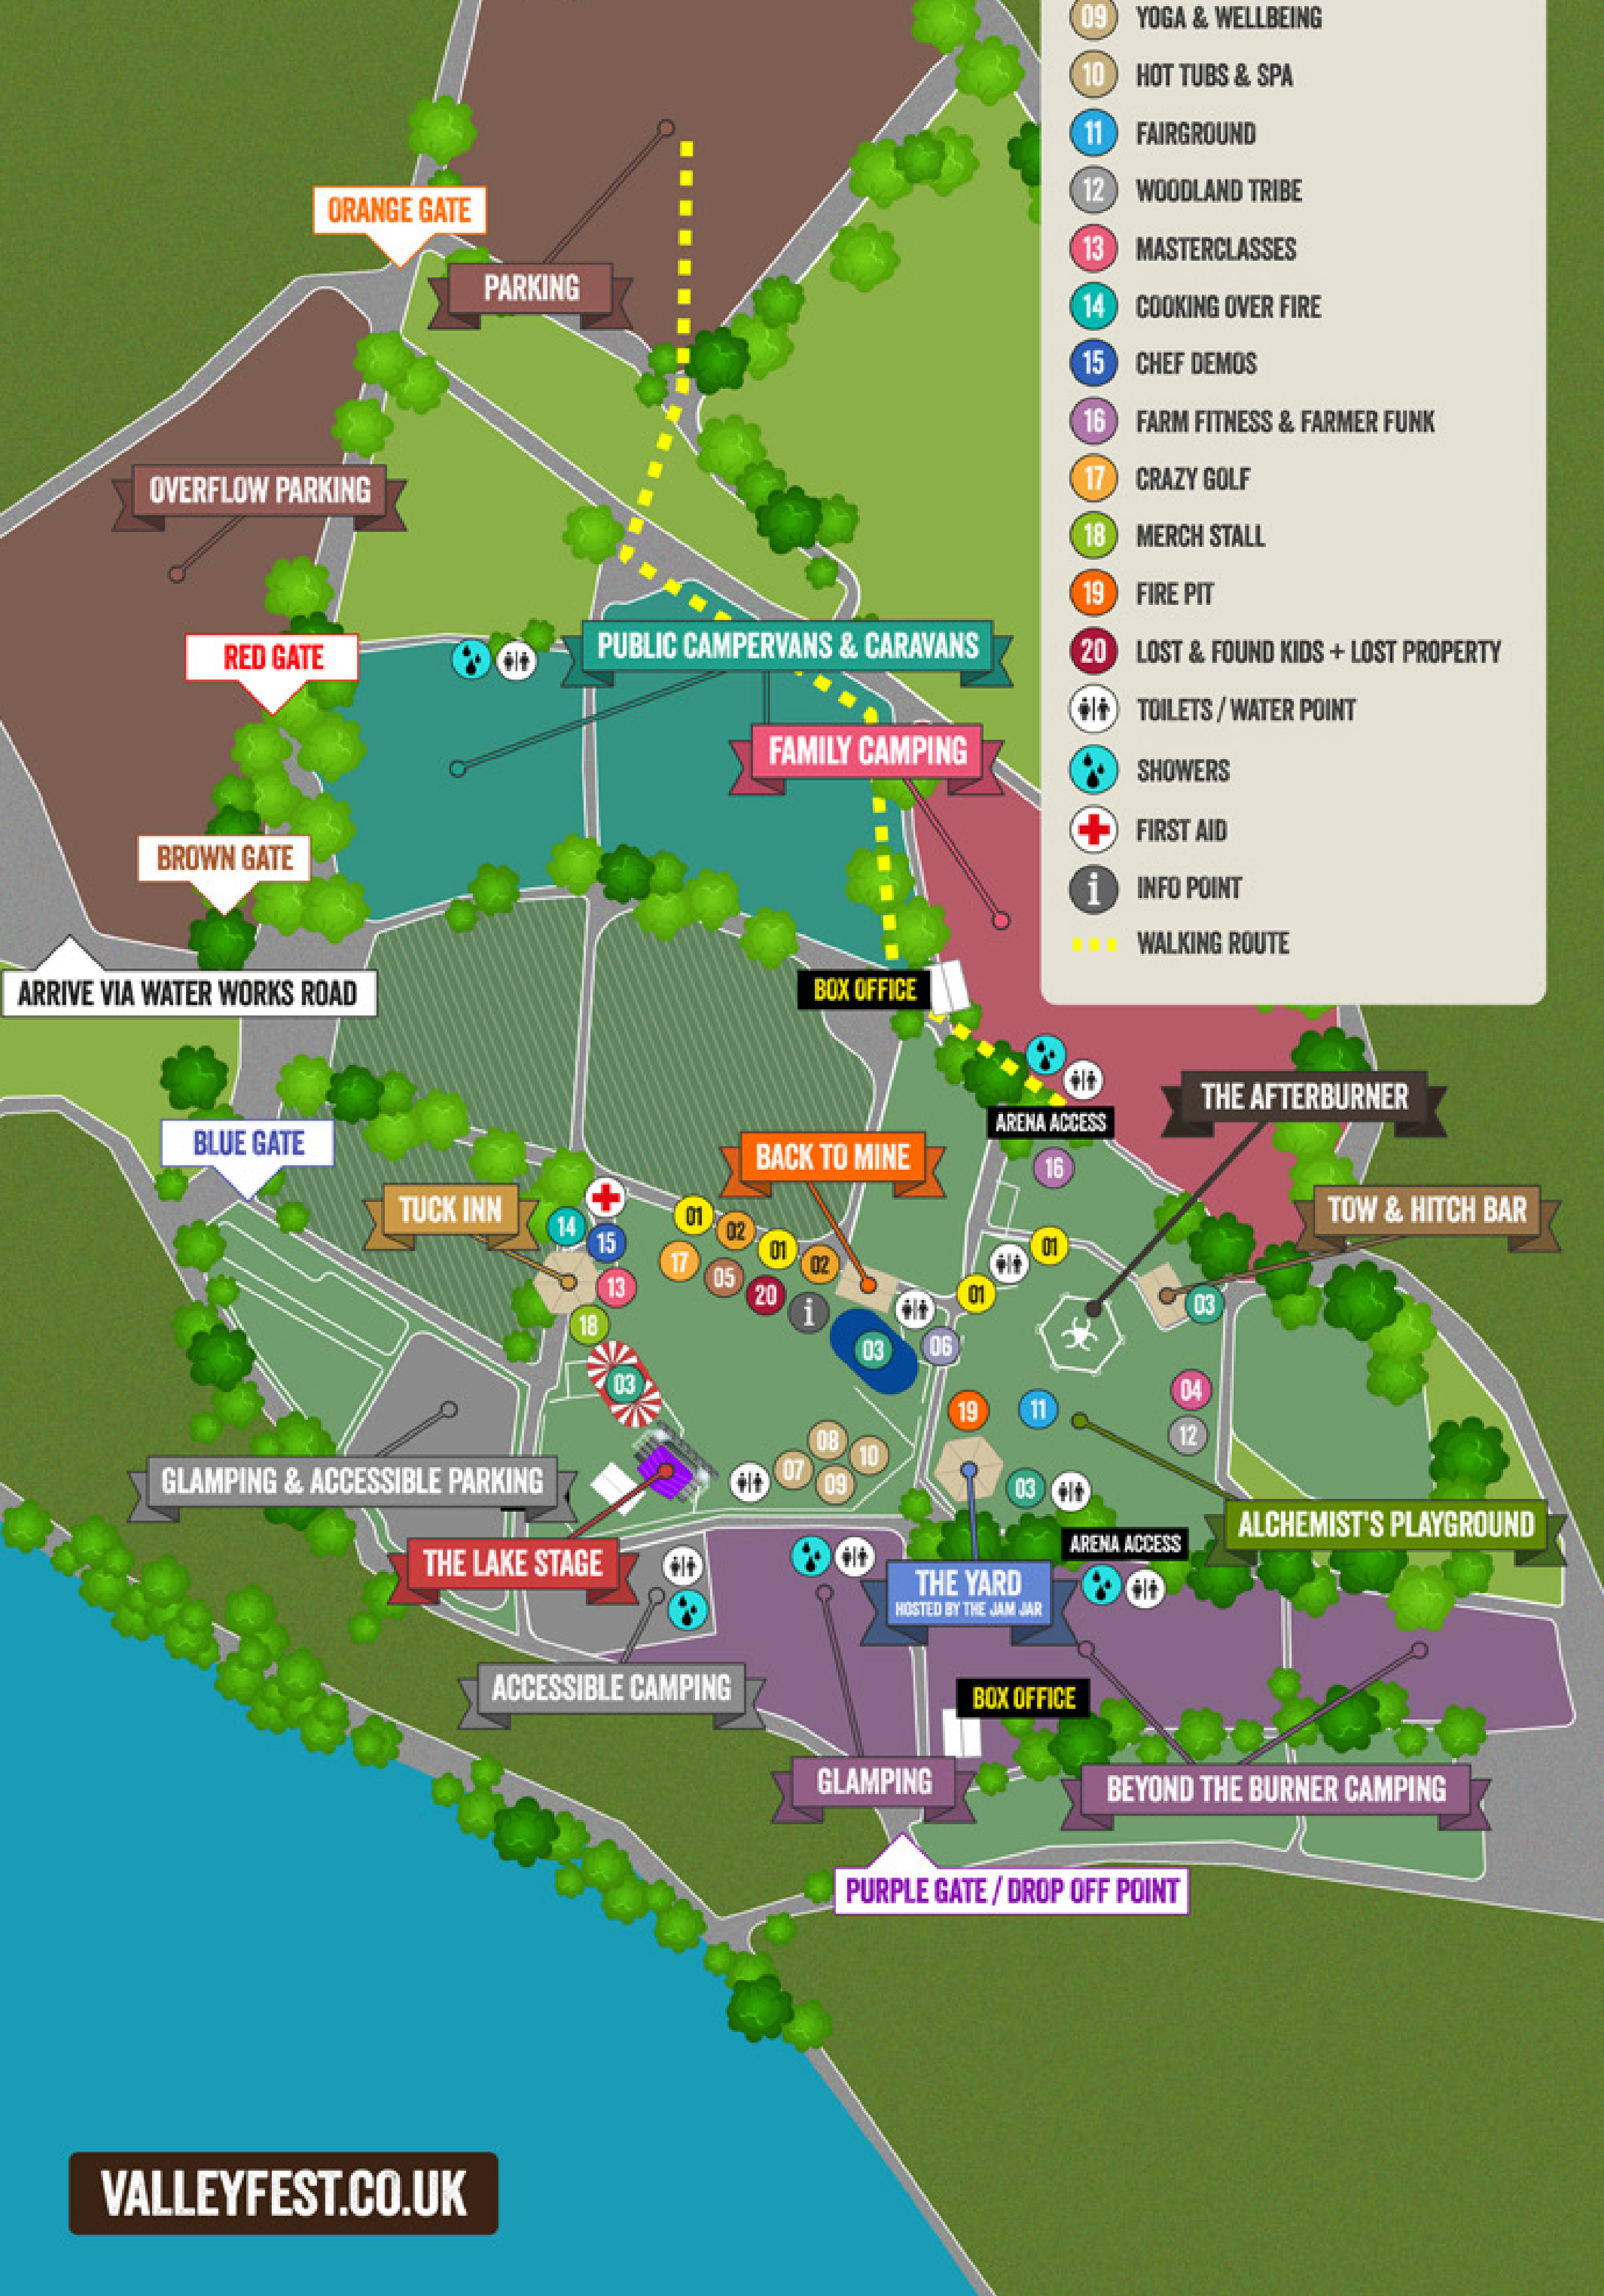 09 YOGA & WELLBEING
10 HOT TUBS & SPA
11 FAIRGROUND
12 WOODLAND TRIBE
13 MASTERCLASSES
14 COOKING OVER FIRE
15 CHEF DEMOS
16 FARM FITNESS & FARMER FUNK
17 CRAZY GOLF
18 MERCH STALL
19 FIRE PIT
20 LOST & FOUND KIDS + LOST PROPERTY
TOILETS / WATER POINT
SHOWERS
FIRST AID
i INFO POINT
WALKING ROUTE
ORANGE GATE
PARKING
OVERFLOW PARKING
RED GATE
PUBLIC CAMPERVANS & CARAVANS
FAMILY CAMPING
BROWN GATE
ARRIVE VIA WATER WORKS ROAD
BOX OFFICE
THE AFTERBURNER
ARENA ACCESS
BLUE GATE
BACK TO MINE
16
TUCK INN
TOW & HITCH BAR
14
15
13
18
03
01
02
01
02
17
05
20
i
03
06
01
01
03
04
12
19
11
08
07
10
09
03
GLAMPING & ACCESSIBLE PARKING
THE LAKE STAGE
ALCHEMIST'S PLAYGROUND
ARENA ACCESS
THE YARD
HOSTED BY THE JAM JAR
ACCESSIBLE CAMPING
BOX OFFICE
GLAMPING
BEYOND THE BURNER CAMPING
PURPLE GATE / DROP OFF POINT
VALLEYFEST.CO.UK